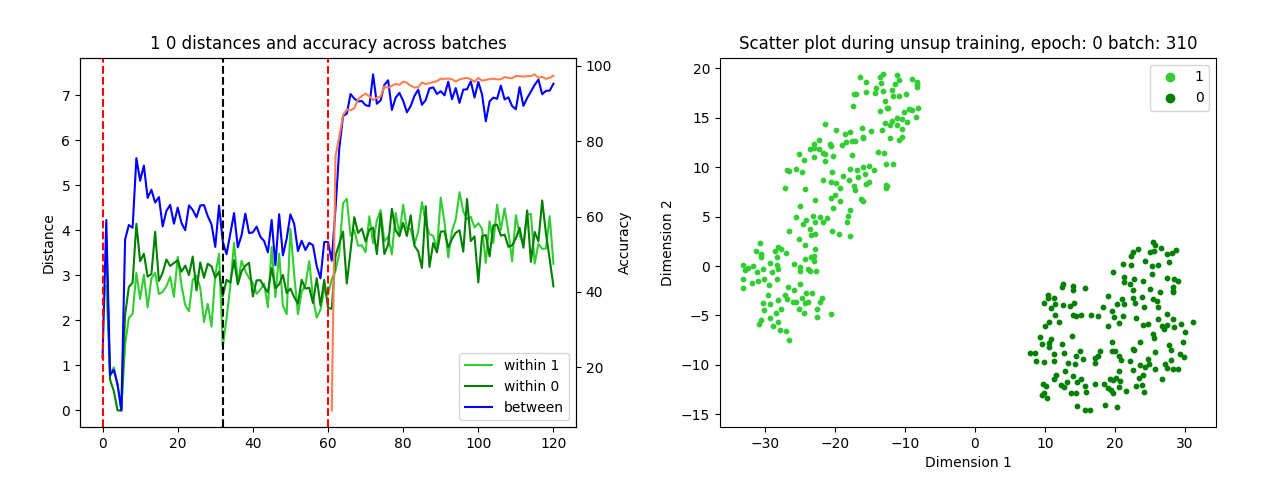 1 0 distances and accuracy across batches
Distance
7
6
5
4
3
2
1
0
0 20 40 60 80 100 120
100
80
60
40
20
Accuracy
within 1
within 0
between
Scatter plot during unsup training, epoch: 0 batch: 310
Dimension 2
20
15
10
5
0
−5
−10
−15
−30 −20 −10 0 10 20 30
Dimension 1
1
0